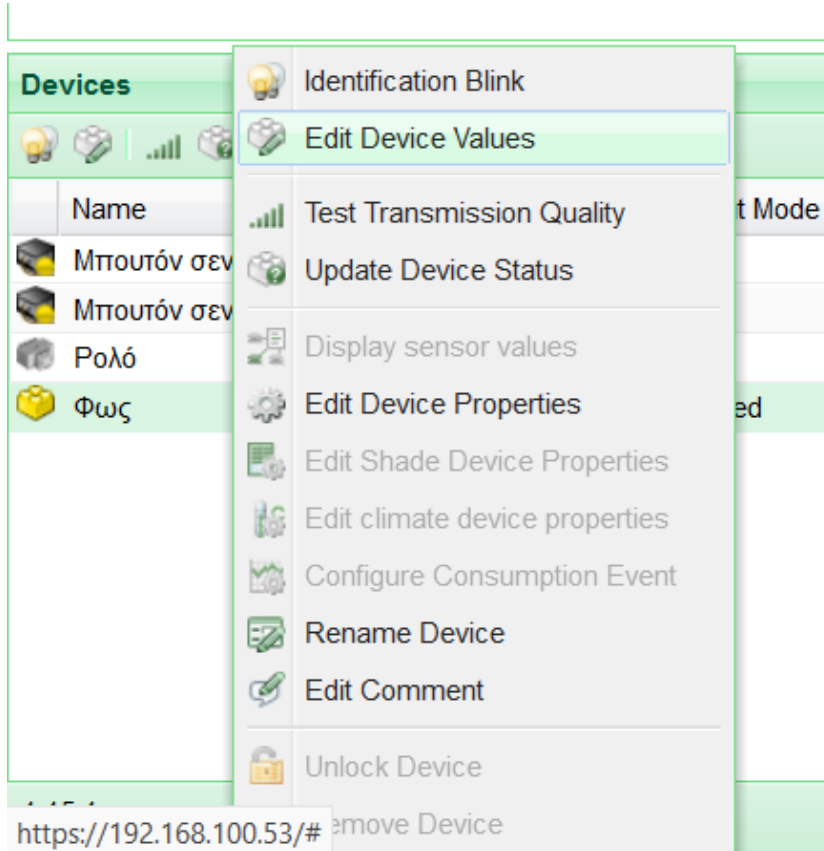 Devices
Identification Blink
Edit Device Values
Name
t Mode
Test Transmission Quality
Μπουτόν σεν
Update Device Status
Μπουτόν σεν
Display sensor values
Ρολό
Edit Device Properties
Φως
ed
Edit Shade Device Properties
Edit climate device properties
Configure Consumption Event
Rename Device
Edit Comment
Unlock Device
emove Device
https://192.168.100.53/#